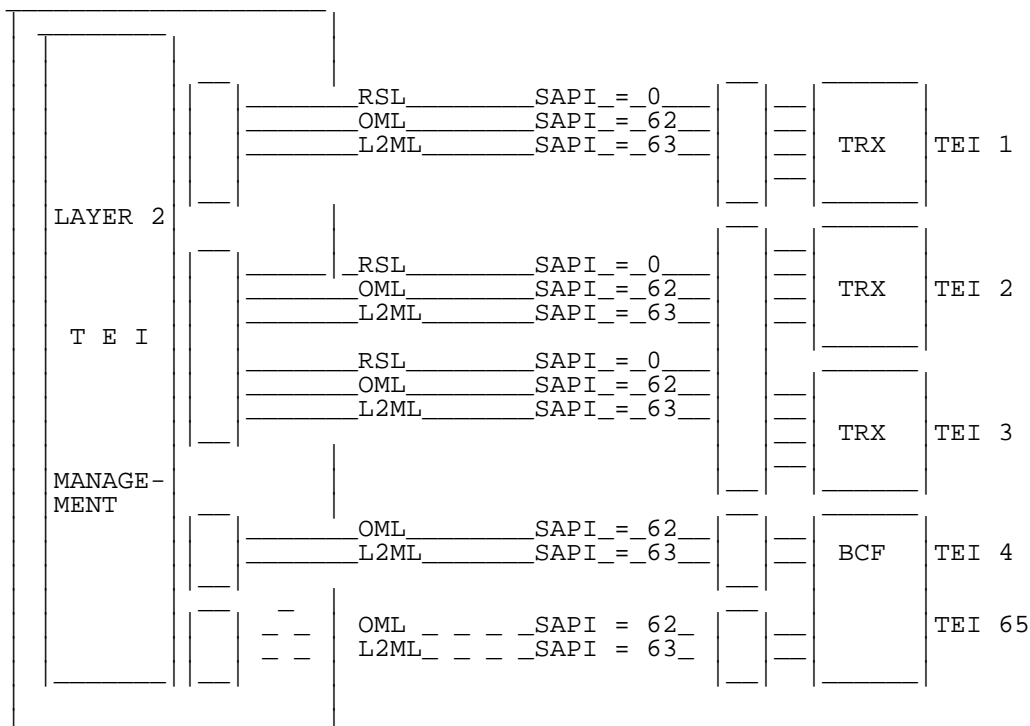 RSL SAPI = 0
OML SAPI = 62
L2ML SAPI = 63 TRX TEI 1
LAYER 2
RSL SAPI = 0
OML SAPI = 62 TRX TEI 2
L2ML SAPI = 63
T E I
RSL SAPI = 0
OML SAPI = 62
L2ML SAPI = 63
TRX TEI 3
MANAGE-
MENT
OML SAPI = 62
L2ML SAPI = 63 BCF TEI 4
OML SAPI = 62 TEI 65
L2ML SAPI = 63